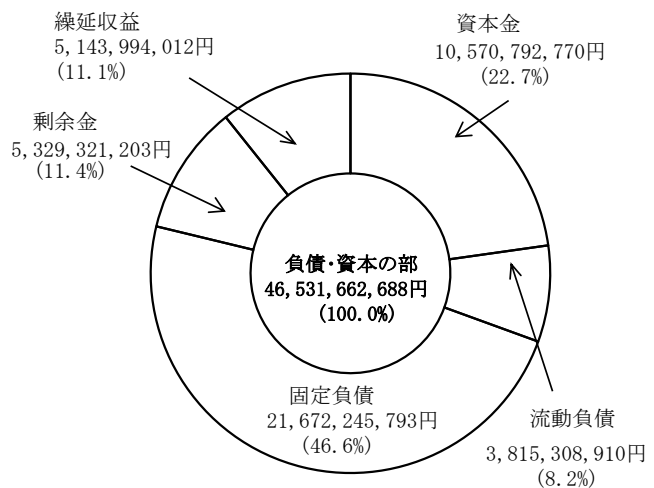 繰延収益
5,143,994,012円
(11.1%)
資本金
10,570,792,770円
(22.7%)
剰余金
5,329,321,203円
(11.4%)
負債・資本の部
46,531,662,688円
(100.0%)
固定負債
21,672,245,793円
(46.6%)
流動負債
3,815,308,910円
(8.2%)